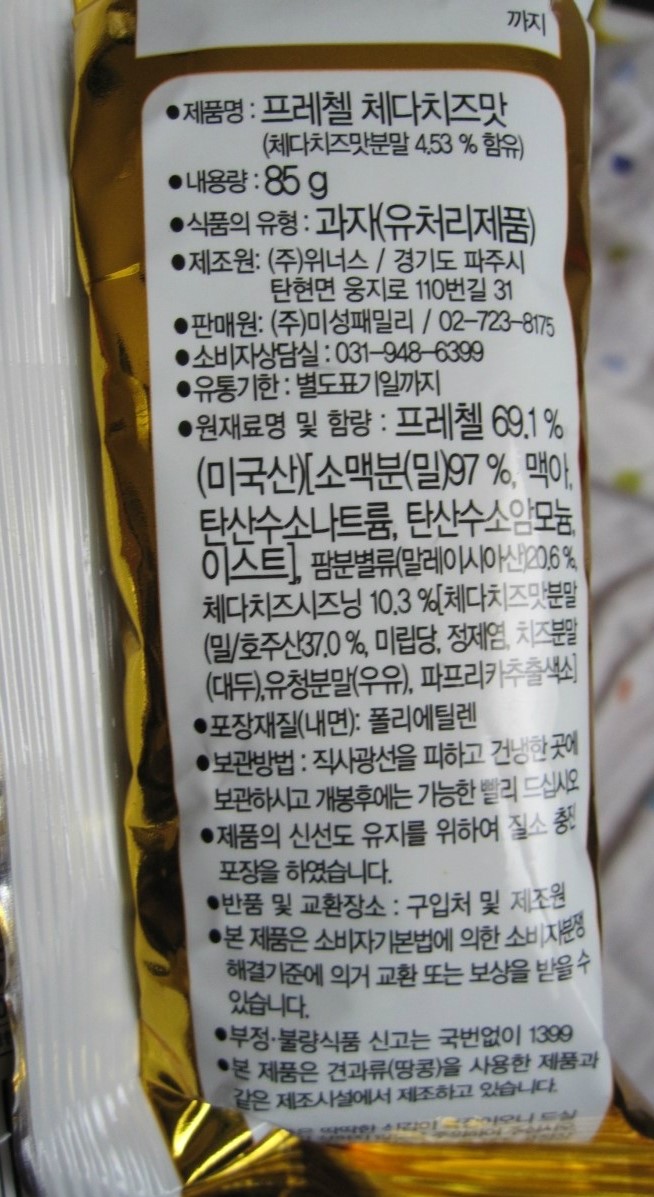 까지
●제품명 : 프레첼 체다치즈맛
(체다치즈맛분말 4.53 % 함유)
●내용량 : 85 g
●식품의 유형 : 과자(유처리제품)
●제조원: (주)위너스 / 경기도 파주시
탄현면 웅지로 110번길 31
●판매원: (주)미성패밀리 / 02-723-8175
●소비자상담실 : 031-948-6399
●유통기한 : 별도표기일까지
●원재료명 및 함량 : 프레첼 69.1 %
(미국산)[소맥분(밀)97 %, 맥아,
탄산수소나트륨, 탄산수소암모늄,
이스트], 팜분별류(말레이시아산)20.6 %,
체다치즈시즈닝 10.3 %[체다치즈맛분말
(밀/호주산37.0 %, 미립당, 정제염, 치즈분말
(대두),유청분말(우유), 파프리카추출색소]
●포장재질(내면): 폴리에틸렌
●보관방법 : 직사광선을 피하고 건냉한 곳에
보관하시고 개봉후에는 가능한 빨리 드십시오
●제품의 신선도 유지를 위하여 질소 충진
포장을 하였습니다.
●반품 및 교환장소 : 구입처 및 제조원
●본 제품은 소비자기본법에 의한 소비자분쟁
해결기준에 의거 교환 또는 보상을 받을 수
있습니다.
●부정·불량식품 신고는 국번없이 1399
●본 제품은 견과류(땅콩)을 사용한 제품과
같은 제조시설에서 제조하고 있습니다.